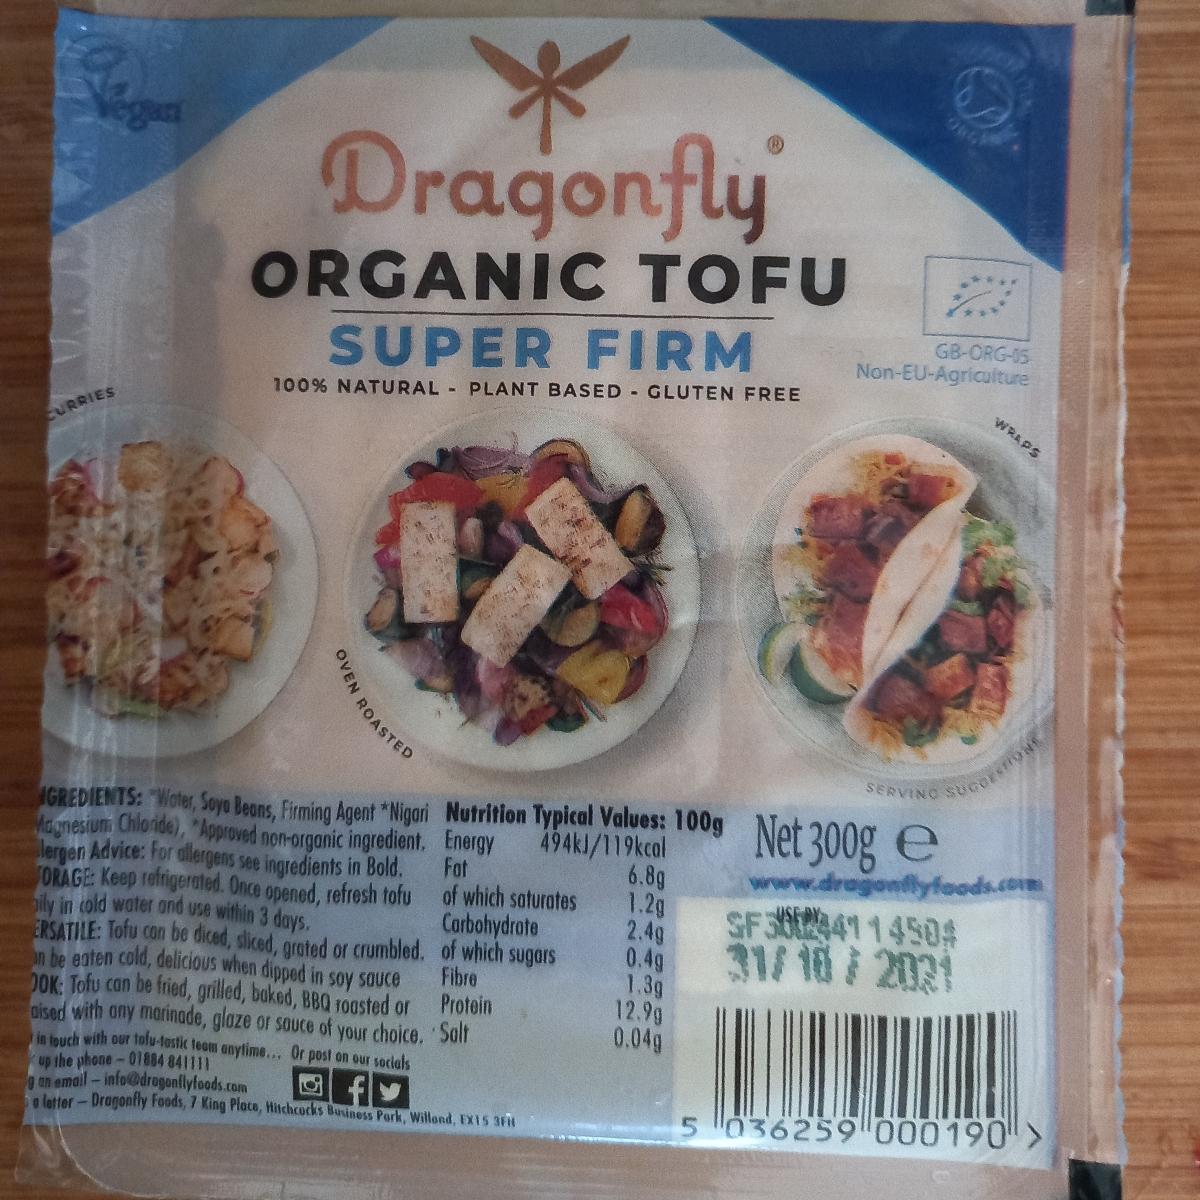 Vegan
Dragonfly®
ORGANIC TOFU
SUPER FIRM
100% NATURAL - PLANT BASED - GLUTEN FREE
GB-ORG-05
Non-EU-Agriculture
CURRIES
OVEN ROASTED
WRAPS
SERVING SUGGESTIONS
NGREDIENTS: *Water, Soya Beans, Firming Agent *Nigari
Magnesium Chloride), *Approved non-organic ingredient.
lergen Advice: For allergens see ingredients in Bold.
TORAGE: Keep refrigerated. Once opened, refresh tofu
aily in cold water and use within 3 days.
ERSATILE: Tofu can be diced, sliced, grated or crumbled.
an be eaten cold, delicious when dipped in soy sauce
OOK: Tofu can be fried, grilled, baked, BBQ roasted or
aised with any marinade, glaze or sauce of your choice.
in touch with our tofu-tastic team anytime... Or post on our socials
up the phone – 01884 841111
g an email – info@dragonflyfoods.com
a letter – Dragonfly Foods, 7 King Place, Hitchcocks Business Park, Willand, EX15 3FH
Nutrition Typical Values: 100g
Energy 494kJ/119kcal
Fat 6.8g
of which saturates 1.2g
Carbohydrate 2.4g
of which sugars 0.4g
Fibre 1.3g
Protein 12.9g
Salt 0.04g
Net 300g e
www.dragonflyfoods.com
USE BY
31/ 10 / 2021
5 036259 000190 >